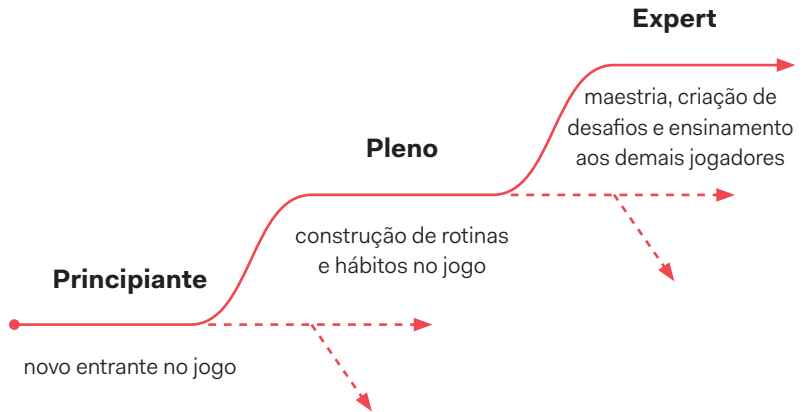 Expert
maestria, criação de
desafios e ensinamento
aos demais jogadores
Pleno
construção de rotinas
e hábitos no jogo
Principiante
novo entrante no jogo